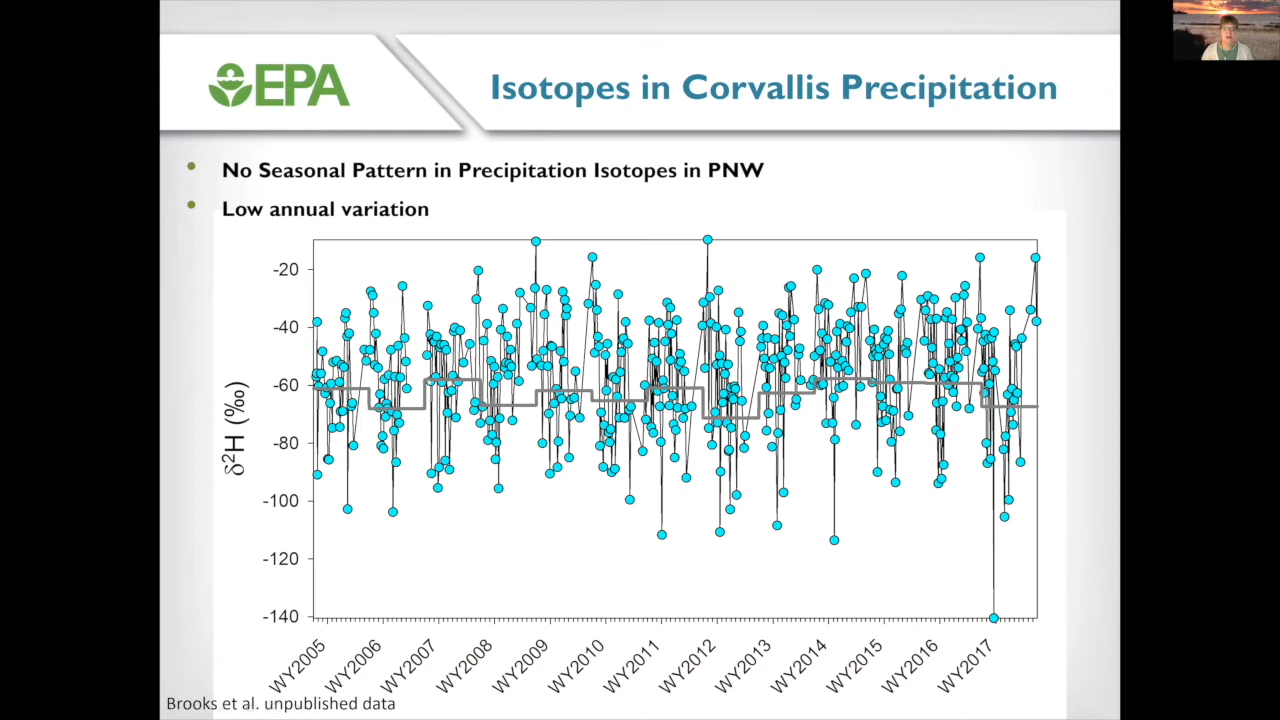 EPA
Isotopes in Corvallis Precipitation
• No Seasonal Pattern in Precipitation Isotopes in PNW
• Low annual variation
δ²H (‰)
-20
-40
-60
-80
-100
-120
-140
WY2005
WY2006
WY2007
WY2008
WY2009
WY2010
WY2011
WY2012
WY2013
WY2014
WY2015
WY2016
WY2017
Brooks et al. unpublished data